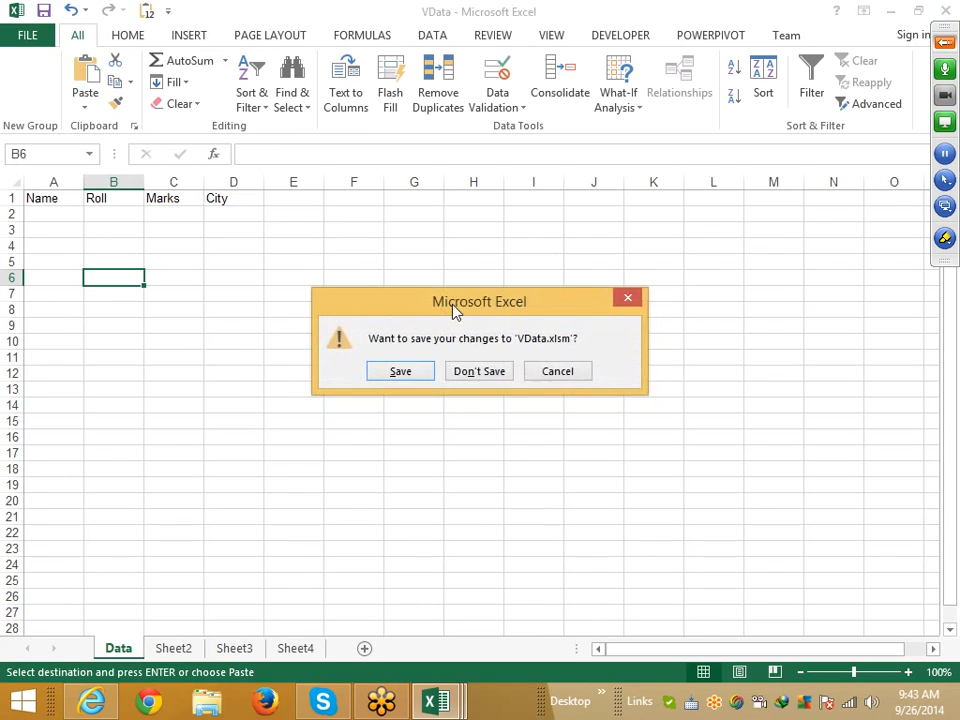 VData - Microsoft Excel
FILE All HOME INSERT PAGE LAYOUT FORMULAS DATA REVIEW VIEW DEVELOPER POWERPIVOT Team Sign in
Paste
AutoSum
Fill
Clear
Sort & Filter
Find & Select
Text to Columns
Flash Fill
Remove Duplicates
Data Validation
Consolidate
What-If Analysis
Relationships
Sort
Filter
Clear
Reapply
Advanced
New Group Clipboard Editing Data Tools Sort & Filter
B6 fx
A B C D E F G H I J K L M N O
1 Name Roll Marks City
2
3
4
5
6
7
8
9
10
11
12
13
14
15
16
17
18
19
20
21
22
23
24
25
26
27
28
Microsoft Excel
Want to save your changes to 'VData.xlsm'?
Save Don't Save Cancel
Data Sheet2 Sheet3 Sheet4
Select destination and press ENTER or choose Paste 100%
Desktop Links
9:43 AM
9/26/2014